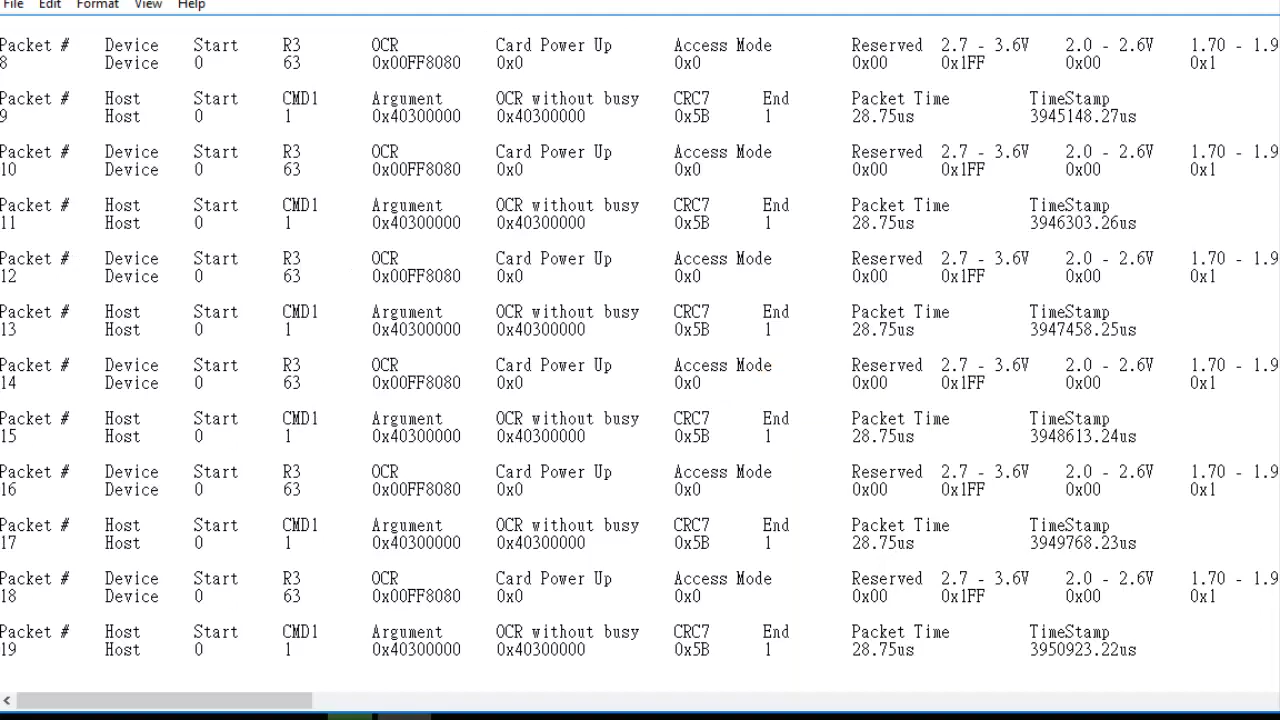 File Edit Format View Help
Packet # Device Start R3 OCR Card Power Up Access Mode Reserved 2.7 - 3.6V 2.0 - 2.6V 1.70 - 1.9
8 Device 0 63 0x00FF8080 0x0 0x0 0x00 0x1FF 0x00 0x1
Packet # Host Start CMD1 Argument OCR without busy CRC7 End Packet Time TimeStamp
9 Host 0 1 0x40300000 0x40300000 0x5B 1 28.75us 3945148.27us
Packet # Device Start R3 OCR Card Power Up Access Mode Reserved 2.7 - 3.6V 2.0 - 2.6V 1.70 - 1.9
10 Device 0 63 0x00FF8080 0x0 0x0 0x00 0x1FF 0x00 0x1
Packet # Host Start CMD1 Argument OCR without busy CRC7 End Packet Time TimeStamp
11 Host 0 1 0x40300000 0x40300000 0x5B 1 28.75us 3946303.26us
Packet # Device Start R3 OCR Card Power Up Access Mode Reserved 2.7 - 3.6V 2.0 - 2.6V 1.70 - 1.9
12 Device 0 63 0x00FF8080 0x0 0x0 0x00 0x1FF 0x00 0x1
Packet # Host Start CMD1 Argument OCR without busy CRC7 End Packet Time TimeStamp
13 Host 0 1 0x40300000 0x40300000 0x5B 1 28.75us 3947458.25us
Packet # Device Start R3 OCR Card Power Up Access Mode Reserved 2.7 - 3.6V 2.0 - 2.6V 1.70 - 1.9
14 Device 0 63 0x00FF8080 0x0 0x0 0x00 0x1FF 0x00 0x1
Packet # Host Start CMD1 Argument OCR without busy CRC7 End Packet Time TimeStamp
15 Host 0 1 0x40300000 0x40300000 0x5B 1 28.75us 3948613.24us
Packet # Device Start R3 OCR Card Power Up Access Mode Reserved 2.7 - 3.6V 2.0 - 2.6V 1.70 - 1.9
16 Device 0 63 0x00FF8080 0x0 0x0 0x00 0x1FF 0x00 0x1
Packet # Host Start CMD1 Argument OCR without busy CRC7 End Packet Time TimeStamp
17 Host 0 1 0x40300000 0x40300000 0x5B 1 28.75us 3949768.23us
Packet # Device Start R3 OCR Card Power Up Access Mode Reserved 2.7 - 3.6V 2.0 - 2.6V 1.70 - 1.9
18 Device 0 63 0x00FF8080 0x0 0x0 0x00 0x1FF 0x00 0x1
Packet # Host Start CMD1 Argument OCR without busy CRC7 End Packet Time TimeStamp
19 Host 0 1 0x40300000 0x40300000 0x5B 1 28.75us 3950923.22us